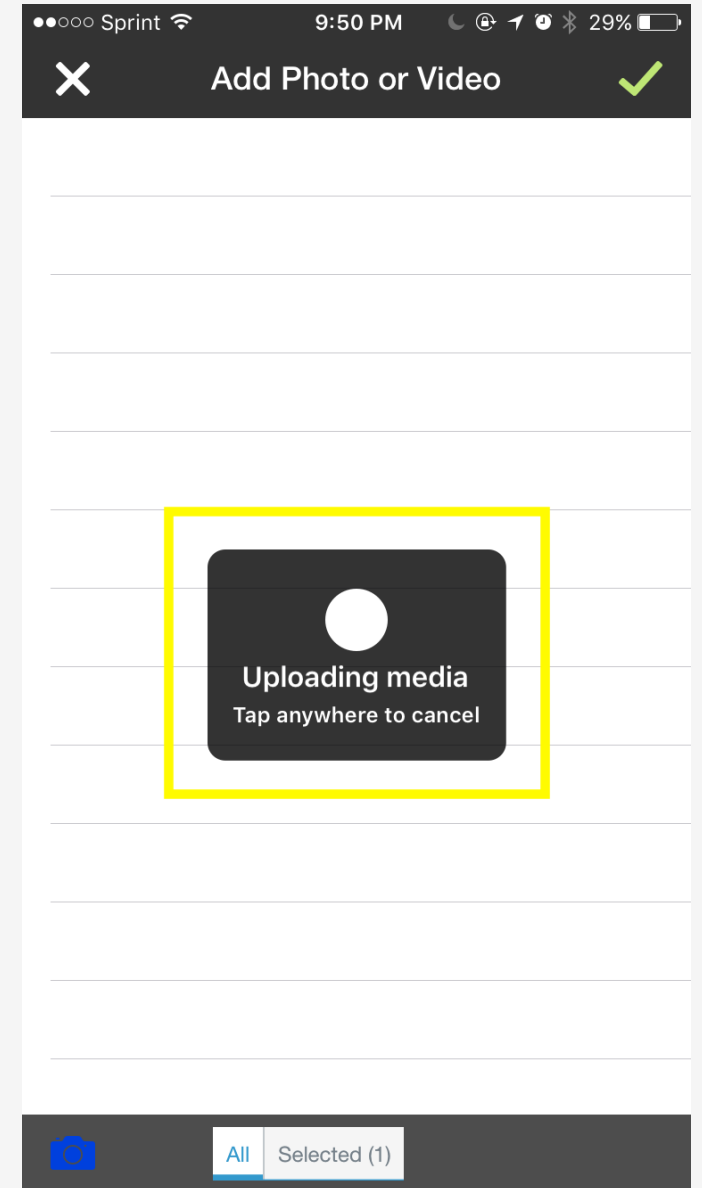 Sprint 9:50 PM 29%
Add Photo or Video
Uploading media
Tap anywhere to cancel
All Selected (1)